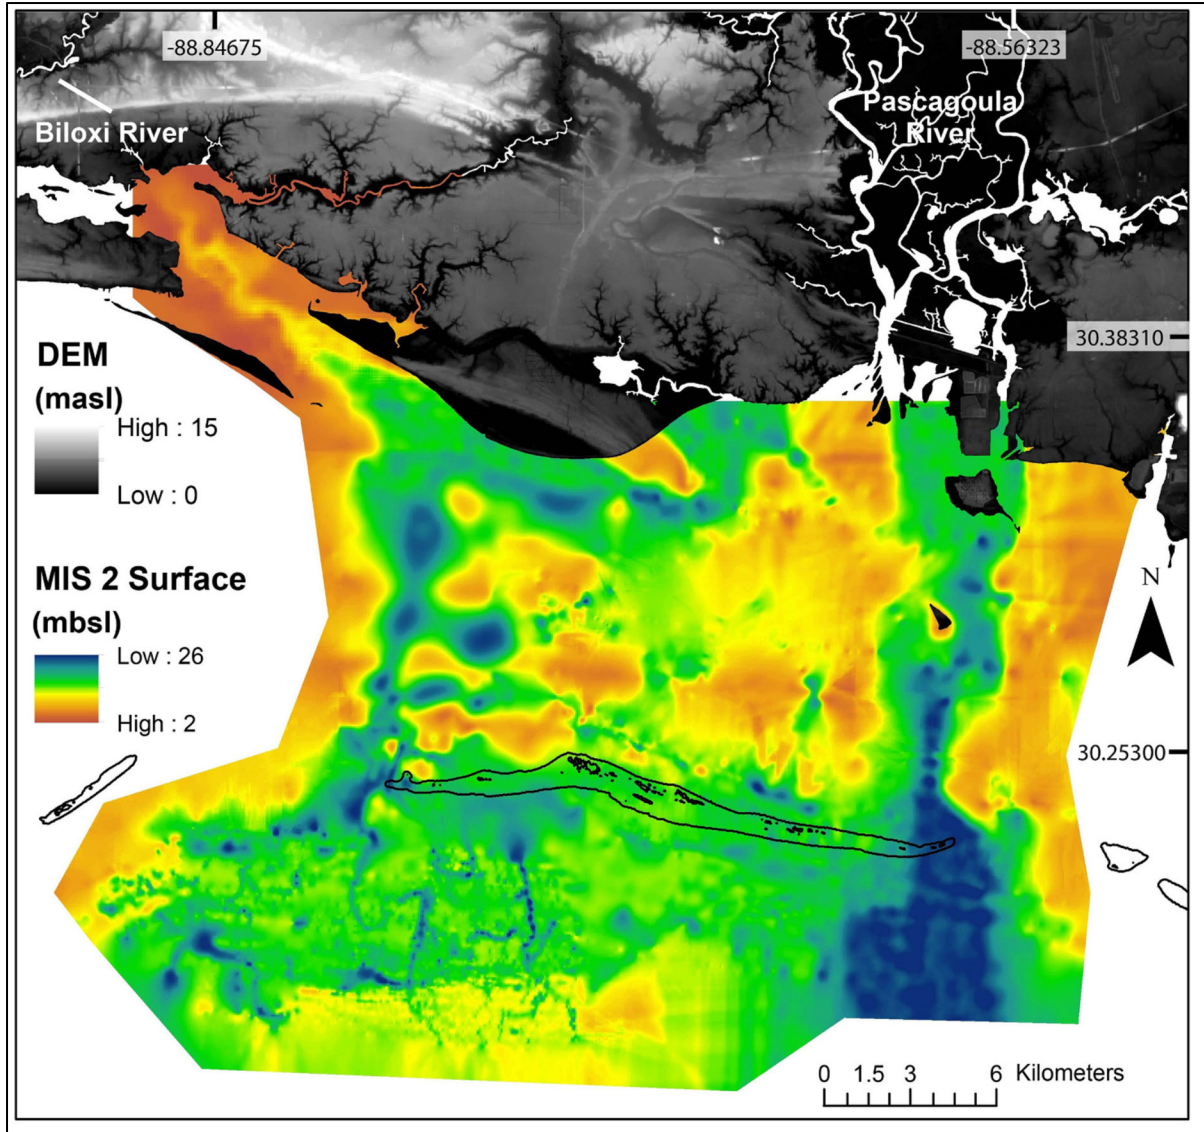 -88.84675
-88.56323
Pascagoula
River
Biloxi River
30.38310
DEM
(masl)
High : 15
Low : 0
MIS 2 Surface
(mbsl)
Low : 26
High : 2
N
30.25300
0 1.5 3 6 Kilometers